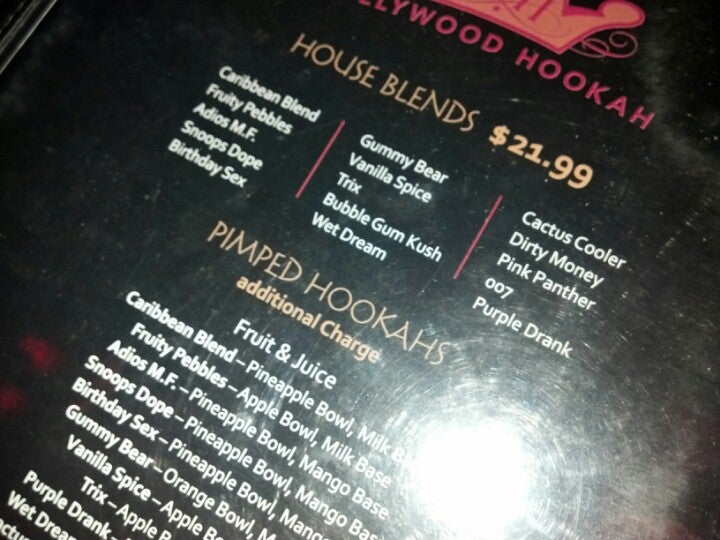 LLYWOOD HOOKAH
HOUSE BLENDS $21.99
Caribbean Blend
Fruity Pebbles
Adios M.F.
Snoops Dope
Birthday Sex
Gummy Bear
Vanilla Spice
Trix
Bubble Gum Kush
Wet Dream
Cactus Cooler
Dirty Money
Pink Panther
007
Purple Drank
PIMPED HOOKAHS
additional Charge
Fruit & Juice
Caribbean Blend – Pineapple Bowl, Milk
Fruity Pebbles – Apple Bowl, Milk Base
Adios M.F. – Pineapple Bowl, Mango Base
Snoops Dope – Pineapple Bowl, Mango Base
Birthday Sex – Pineapple Bowl, Mango Base
Gummy Bear – Orange Bowl,
Vanilla Spice – Apple
Trix – Apple
Purple Drank –
Wet Dream